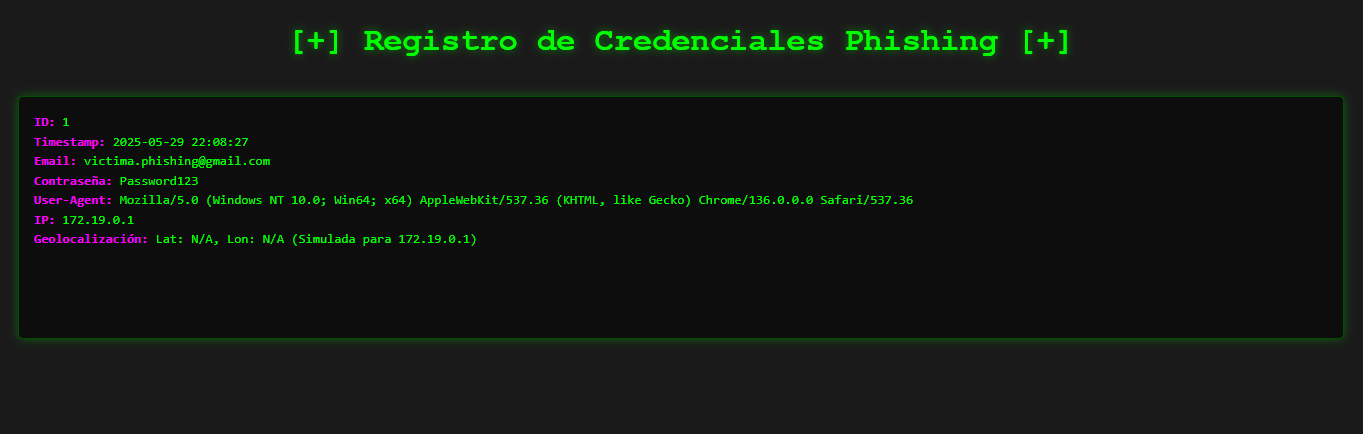 [+] Registro de Credenciales Phishing [+]
ID: 1
Timestamp: 2025-05-29 22:08:27
Email: victima.phishing@gmail.com
Contraseña: Password123
User-Agent: Mozilla/5.0 (Windows NT 10.0; Win64; x64) AppleWebKit/537.36 (KHTML, like Gecko) Chrome/136.0.0.0 Safari/537.36
IP: 172.19.0.1
Geolocalización: Lat: N/A, Lon: N/A (Simulada para 172.19.0.1)